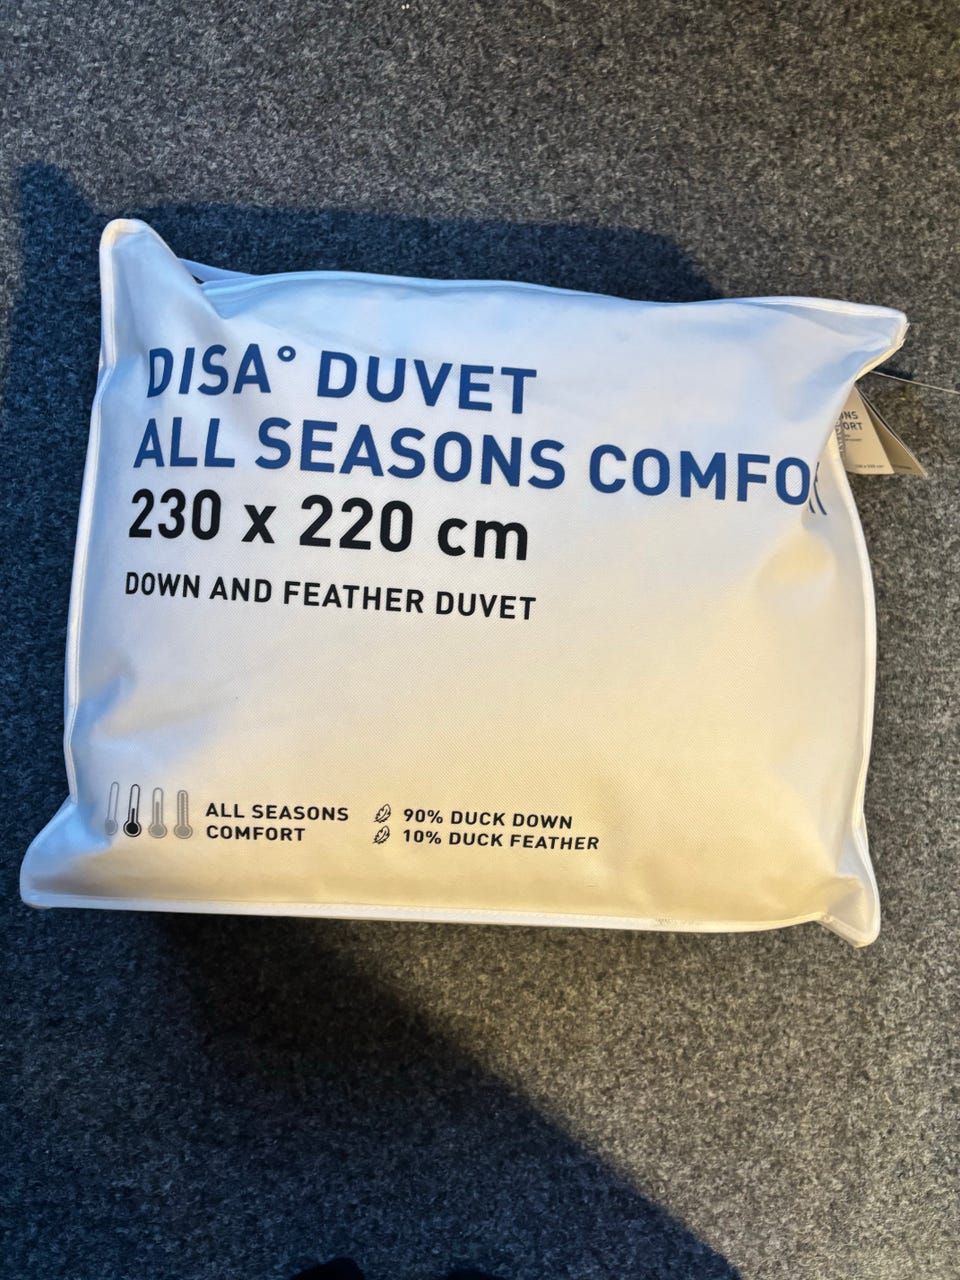 DISA° DUVET
ALL SEASONS COMFORT
230 x 220 cm
DOWN AND FEATHER DUVET
ALL SEASONS
COMFORT
90% DUCK DOWN
10% DUCK FEATHER